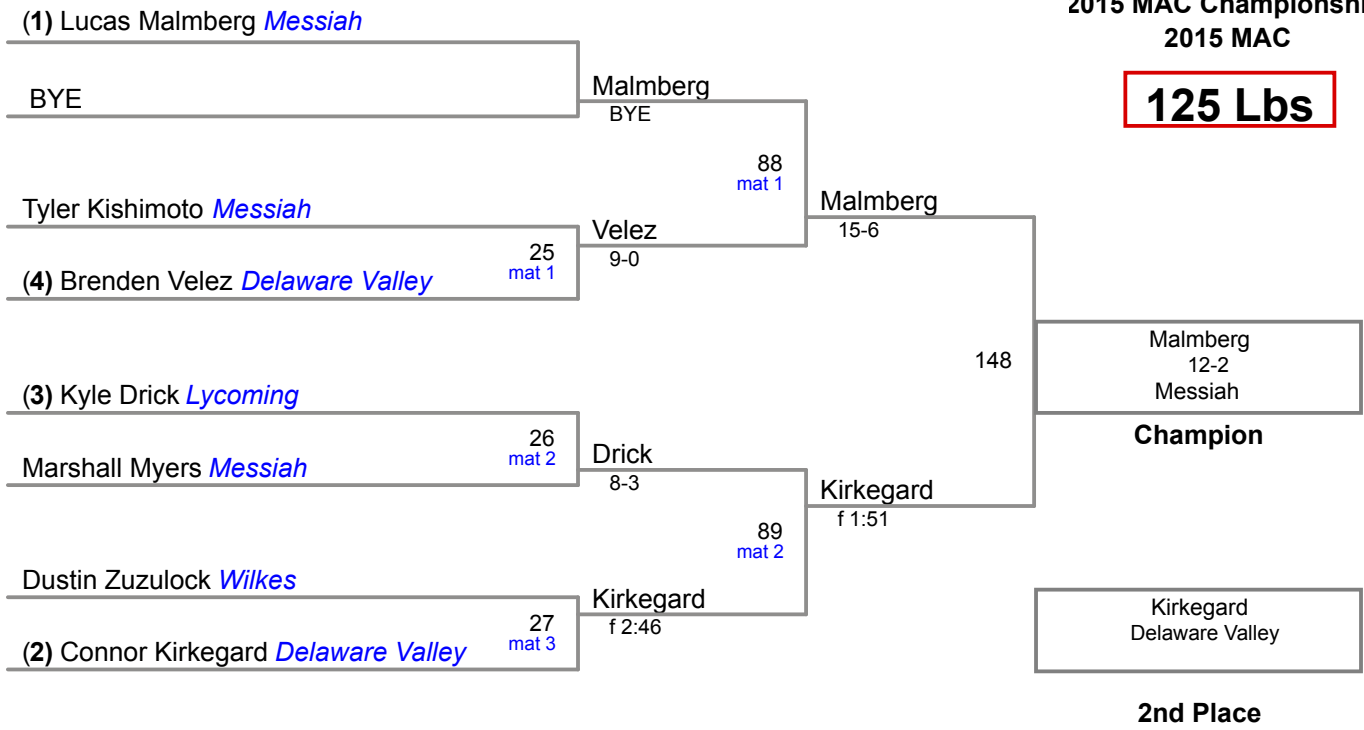 2015 MAC Championshi
2015 MAC
125 Lbs
(1) Lucas Malmberg Messiah
BYE
Malmberg
BYE
88
mat 1
Tyler Kishimoto Messiah
25
mat 1
(4) Brenden Velez Delaware Valley
Velez
9-0
Malmberg
15-6
148
(3) Kyle Drick Lycoming
26
mat 2
Marshall Myers Messiah
Drick
8-3
89
mat 2
Dustin Zuzulock Wilkes
27
mat 3
(2) Connor Kirkegard Delaware Valley
Kirkegard
f 2:46
Kirkegard
f 1:51
Malmberg
12-2
Messiah
Champion
Kirkegard
Delaware Valley
2nd Place